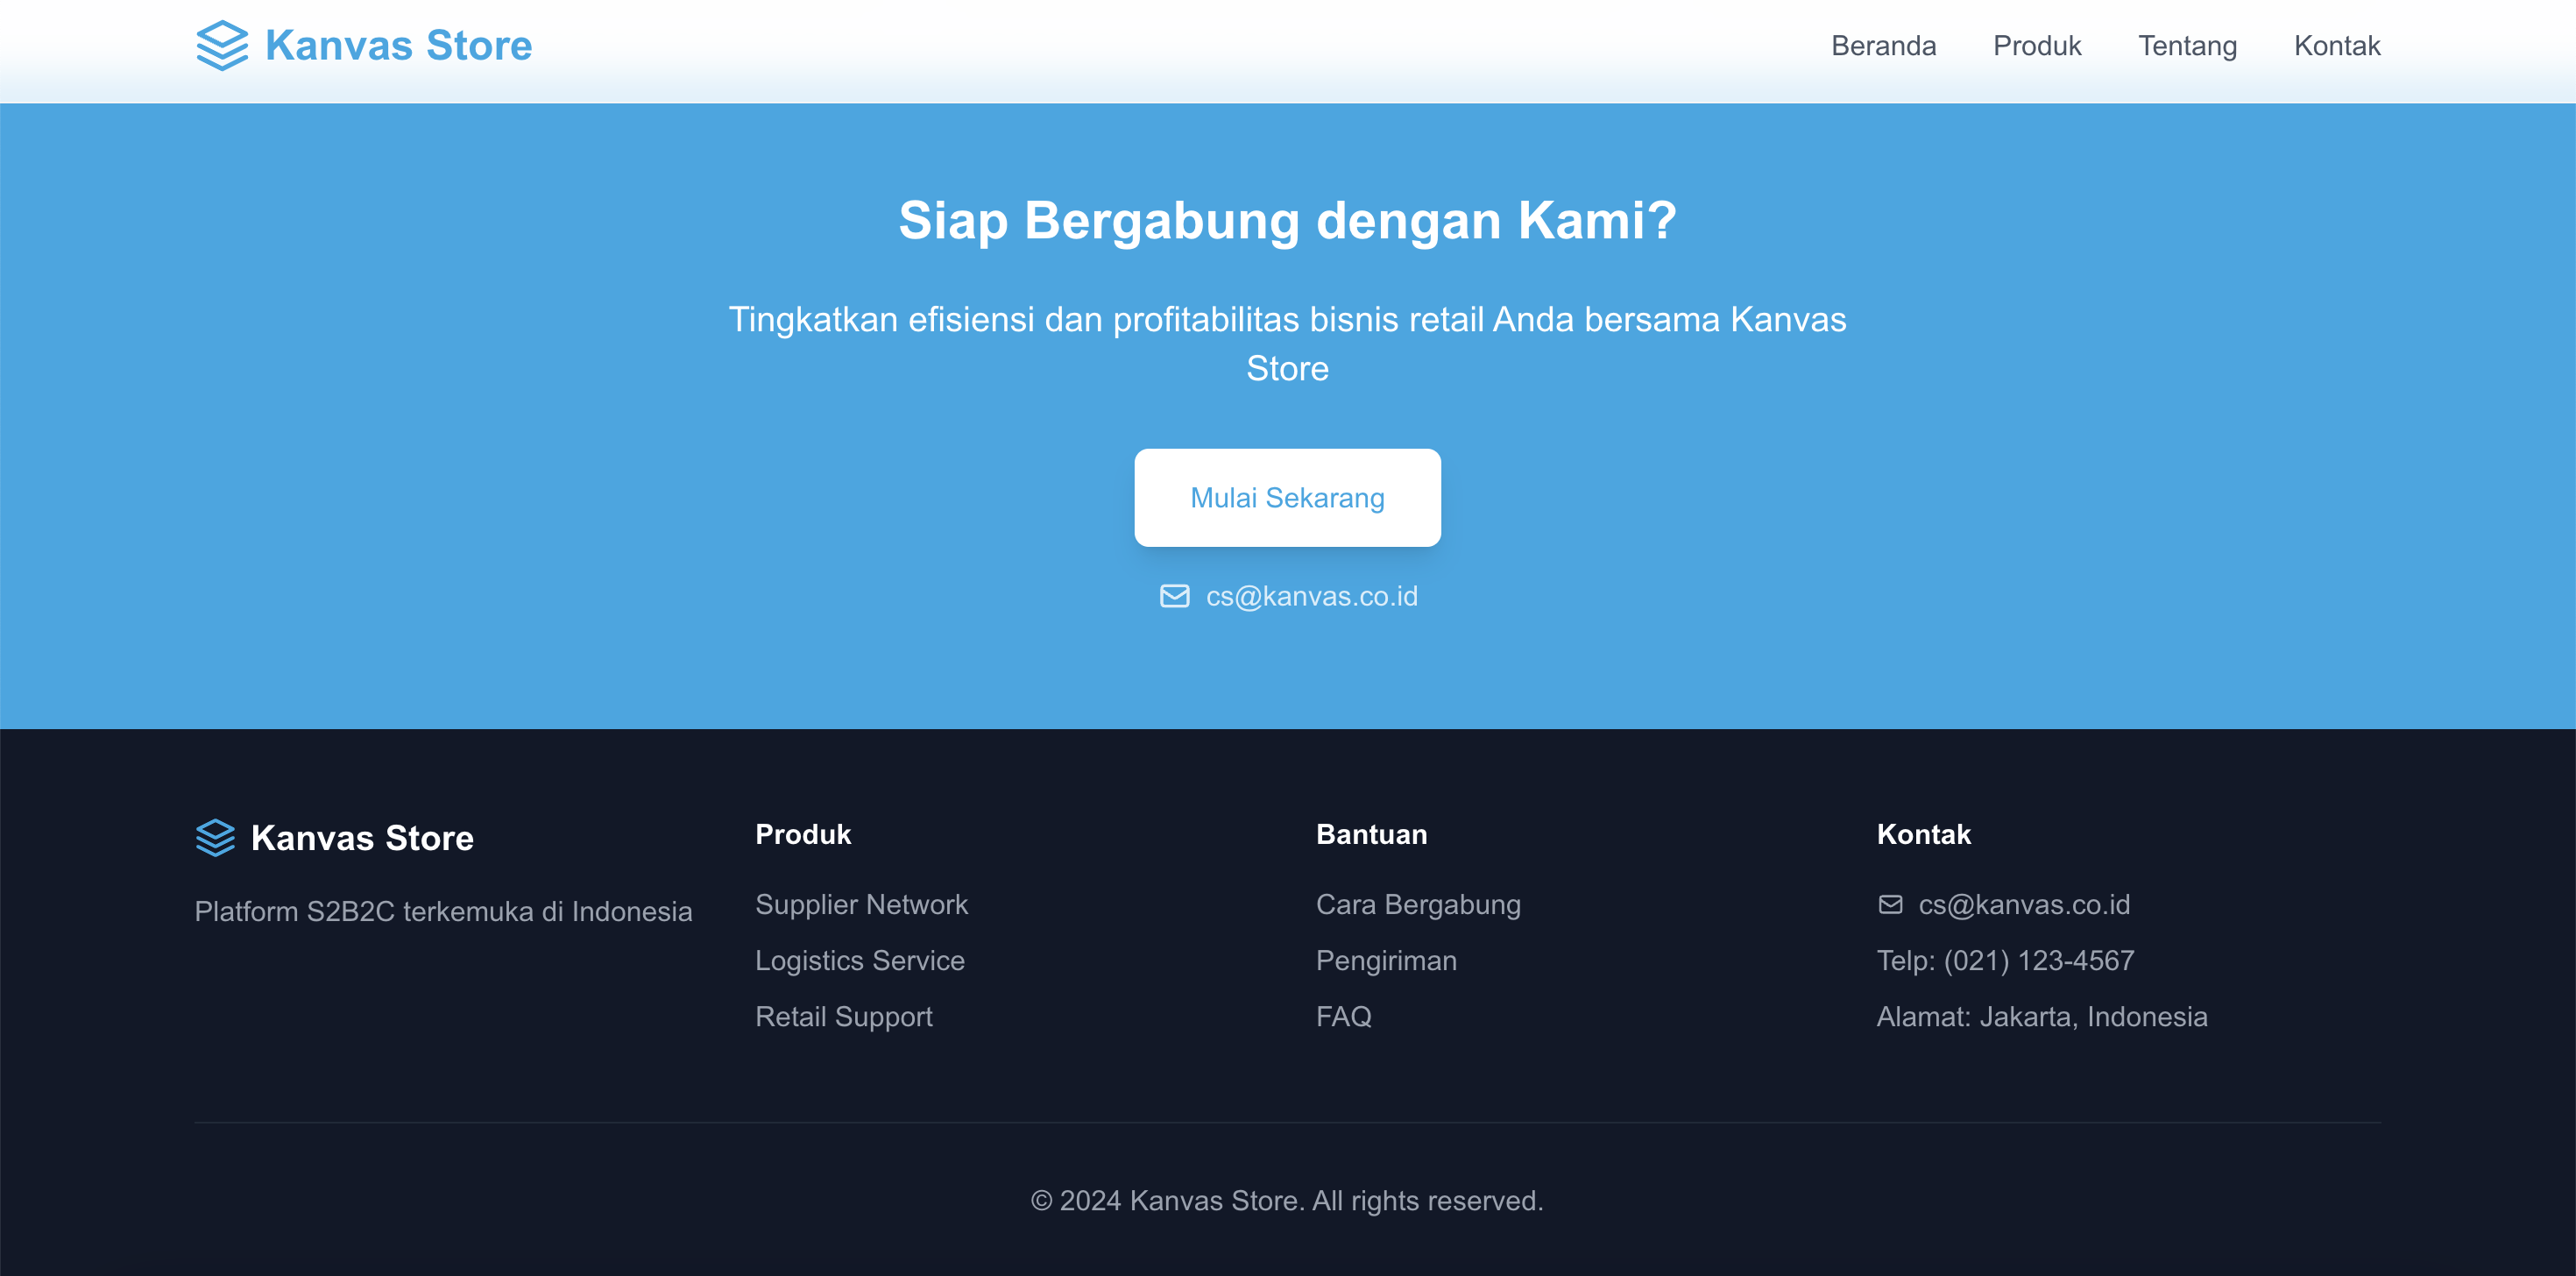 Kanvas Store
Beranda Produk Tentang Kontak
Siap Bergabung dengan Kami?
Tingkatkan efisiensi dan profitabilitas bisnis retail Anda bersama Kanvas
Store
Mulai Sekarang
cs@kanvas.co.id
Kanvas Store
Platform S2B2C terkemuka di Indonesia
Produk
Supplier Network
Logistics Service
Retail Support
Bantuan
Cara Bergabung
Pengiriman
FAQ
Kontak
cs@kanvas.co.id
Telp: (021) 123-4567
Alamat: Jakarta, Indonesia
© 2024 Kanvas Store. All rights reserved.